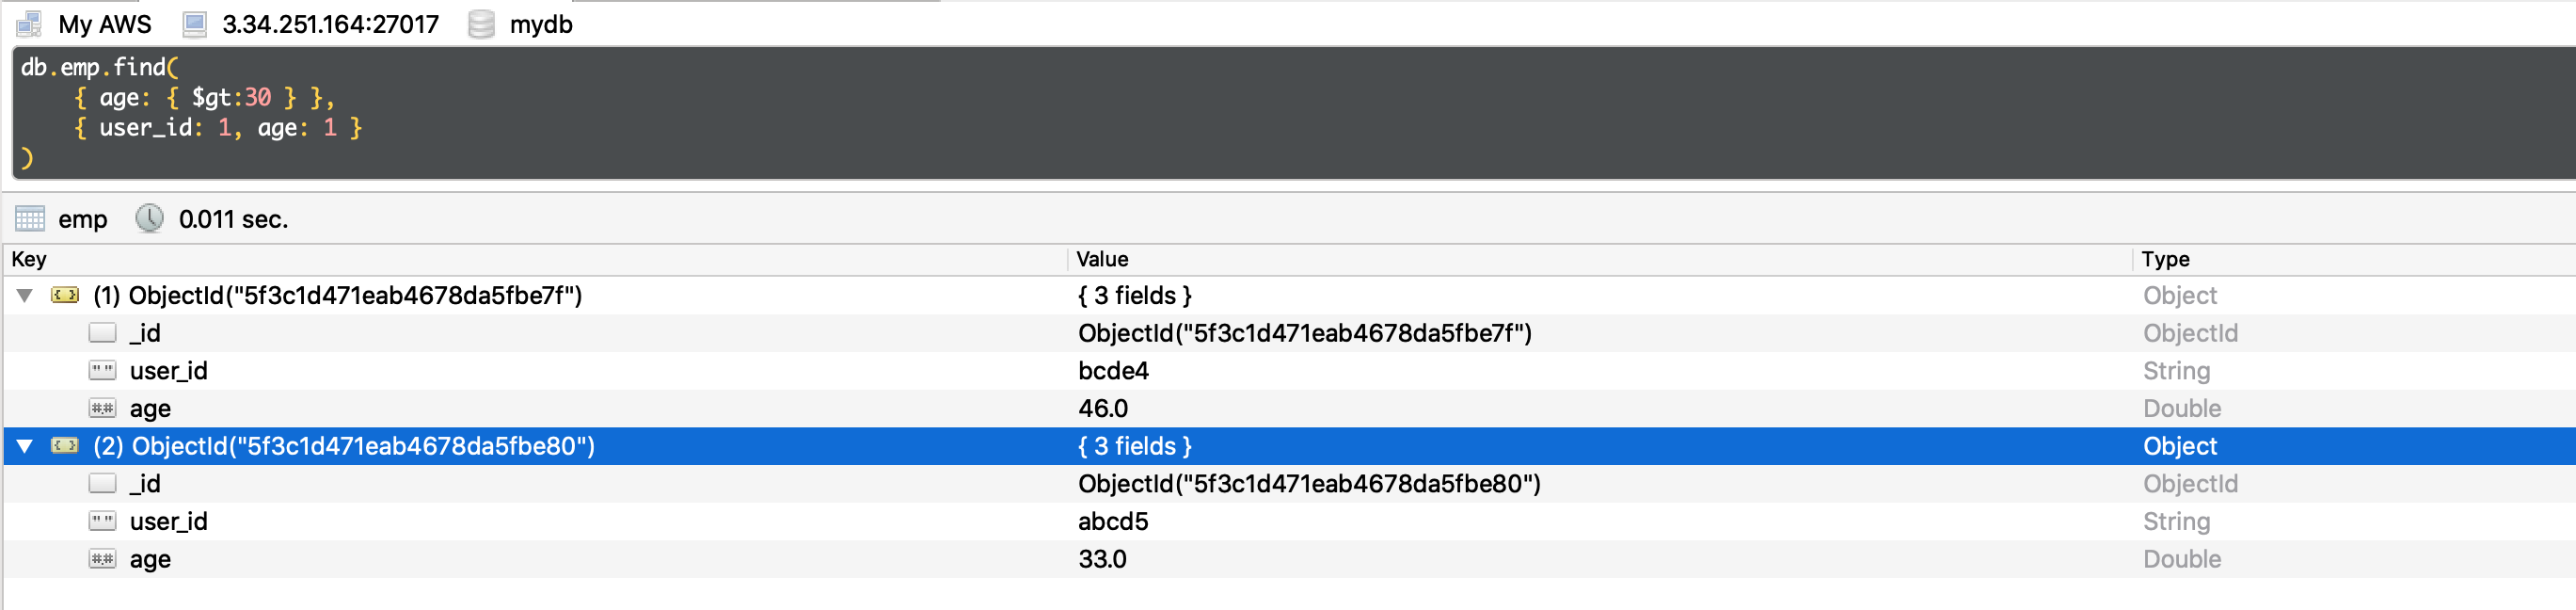 My AWS 3.34.251.164:27017 mydb
db.emp.find(
{ age: { $gt:30 } },
{ user_id: 1, age: 1 }
)
emp 0.011 sec.
Key Value Type
(1) ObjectId("5f3c1d471eab4678da5fbe7f") { 3 fields } Object
_id ObjectId("5f3c1d471eab4678da5fbe7f") ObjectId
user_id bcde4 String
age 46.0 Double
(2) ObjectId("5f3c1d471eab4678da5fbe80") { 3 fields } Object
_id ObjectId("5f3c1d471eab4678da5fbe80") ObjectId
user_id abcd5 String
age 33.0 Double